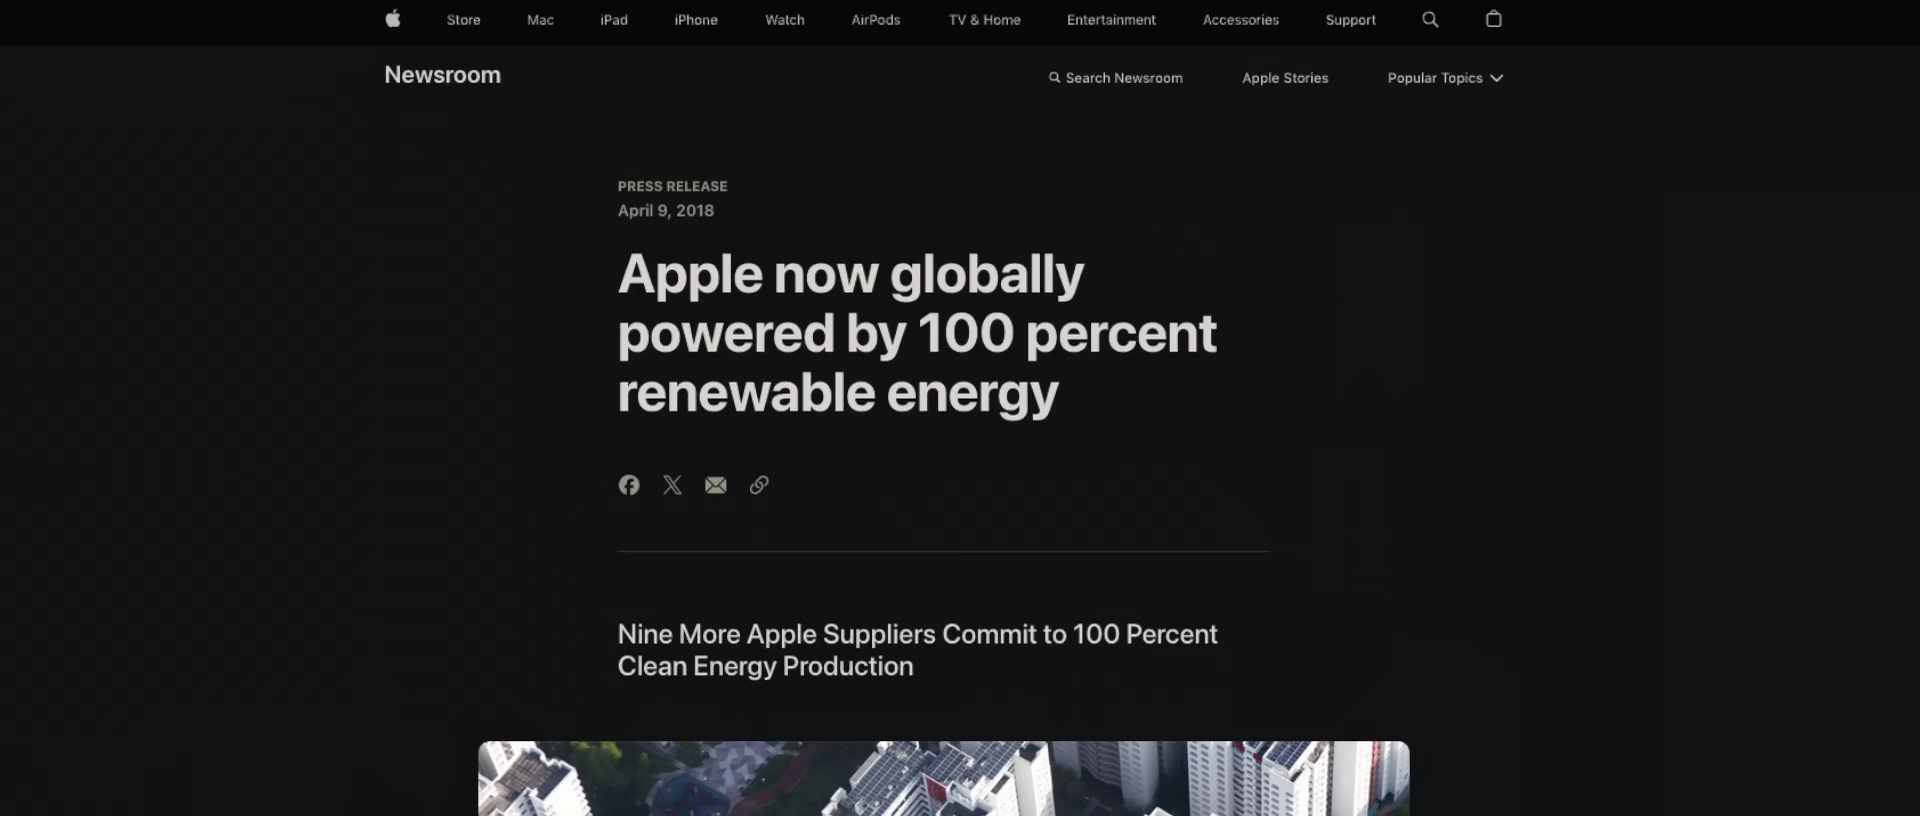 Store Mac iPad iPhone Watch AirPods TV & Home Entertainment Accessories Support
Newsroom
Search Newsroom Apple Stories Popular Topics
PRESS RELEASE
April 9, 2018
Apple now globally
powered by 100 percent
renewable energy
Nine More Apple Suppliers Commit to 100 Percent
Clean Energy Production